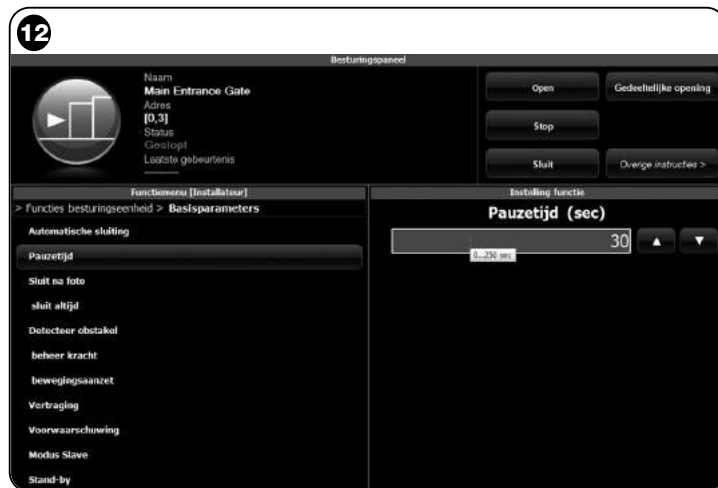 12
Besturingspaneel
Naam
Main Entrance Gate
Adres
[0,3]
Status
Gestopt
Laatste gebeurtenis
Open
Gedeeltelijke opening
Stop
Sluit
Overige instructies >
Functiemenu [Installateur]
> Functies besturingseenheid > Basisparameters
Automatische sluiting
Pauzetijd
Sluit na foto
sluit altijd
Detecteer obstakel
beheer kracht
bewegingsaanzet
Vertraging
Voorwaarschuwing
Modus Slave
Stand-by
Instelling functie
Pauzetijd (sec)
30
0...250 sec